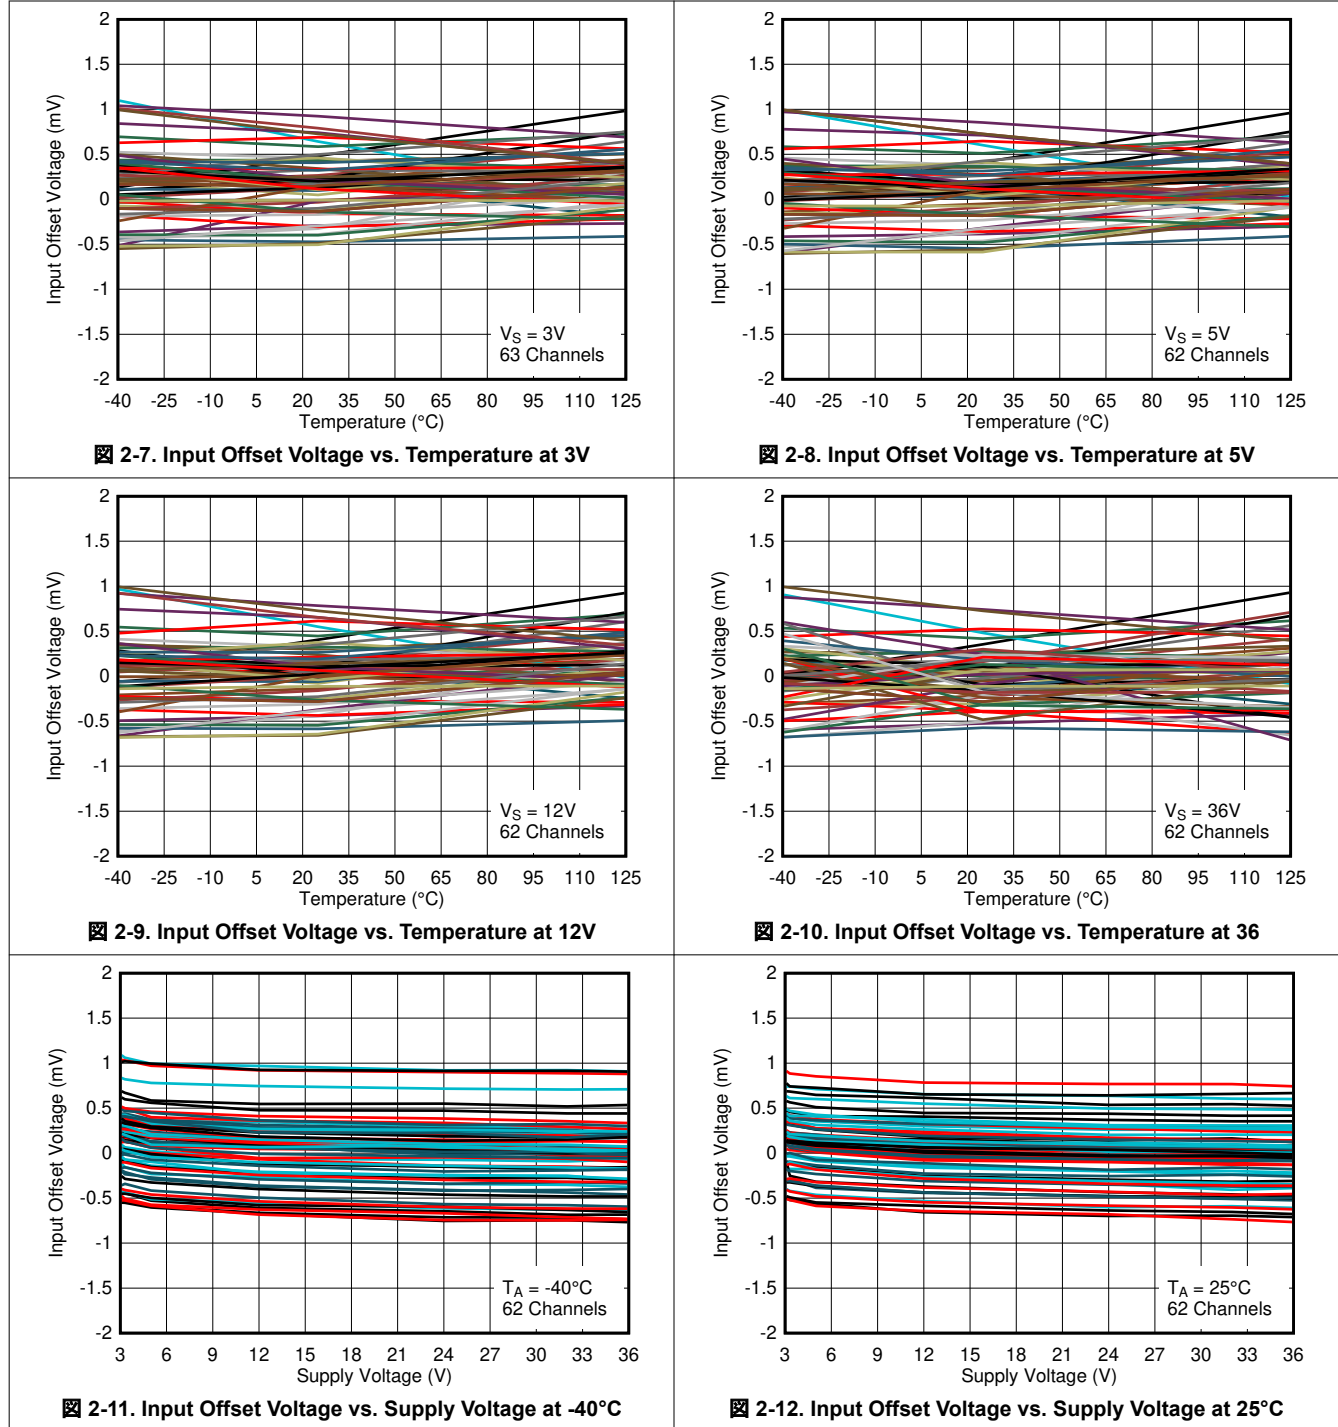 2
1.5
1
0.5
0
-0.5
-1
-1.5
-2
Input Offset Voltage (mV)
VS = 3V
63 Channels
-40 -25 -10 5 20 35 50 65 80 95 110 125
Temperature (°C)
図 2-7. Input Offset Voltage vs. Temperature at 3V
2
1.5
1
0.5
0
-0.5
-1
-1.5
-2
Input Offset Voltage (mV)
VS = 5V
62 Channels
-40 -25 -10 5 20 35 50 65 80 95 110 125
Temperature (°C)
図 2-8. Input Offset Voltage vs. Temperature at 5V
2
1.5
1
0.5
0
-0.5
-1
-1.5
-2
Input Offset Voltage (mV)
VS = 12V
62 Channels
-40 -25 -10 5 20 35 50 65 80 95 110 125
Temperature (°C)
図 2-9. Input Offset Voltage vs. Temperature at 12V
2
1.5
1
0.5
0
-0.5
-1
-1.5
-2
Input Offset Voltage (mV)
VS = 36V
62 Channels
-40 -25 -10 5 20 35 50 65 80 95 110 125
Temperature (°C)
図 2-10. Input Offset Voltage vs. Temperature at 36
2
1.5
1
0.5
0
-0.5
-1
-1.5
-2
Input Offset Voltage (mV)
TA = -40°C
62 Channels
3 6 9 12 15 18 21 24 27 30 33 36
Supply Voltage (V)
図 2-11. Input Offset Voltage vs. Supply Voltage at -40°C
2
1.5
1
0.5
0
-0.5
-1
-1.5
-2
Input Offset Voltage (mV)
TA = 25°C
62 Channels
3 6 9 12 15 18 21 24 27 30 33 36
Supply Voltage (V)
図 2-12. Input Offset Voltage vs. Supply Voltage at 25°C